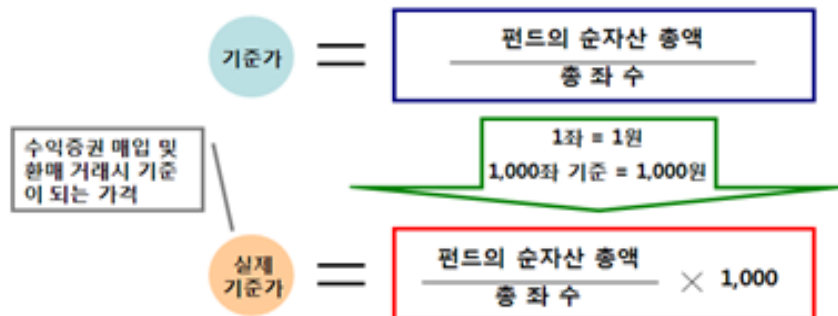 기준가
=
펀드의 순자산 총액
총 좌 수
수익증권 매입 및
환매 거래시 기준
이 되는 가격
1좌 = 1원
1,000좌 기준 = 1,000원
실제
기준가
=
펀드의 순자산 총액
총 좌 수
× 1,000